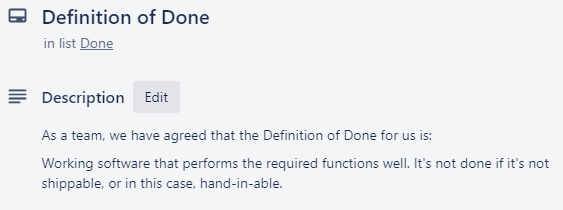 Definition of Done
in list Done
Description Edit
As a team, we have agreed that the Definition of Done for us is:
Working software that performs the required functions well. It's not done if it's not
shippable, or in this case, hand-in-able.